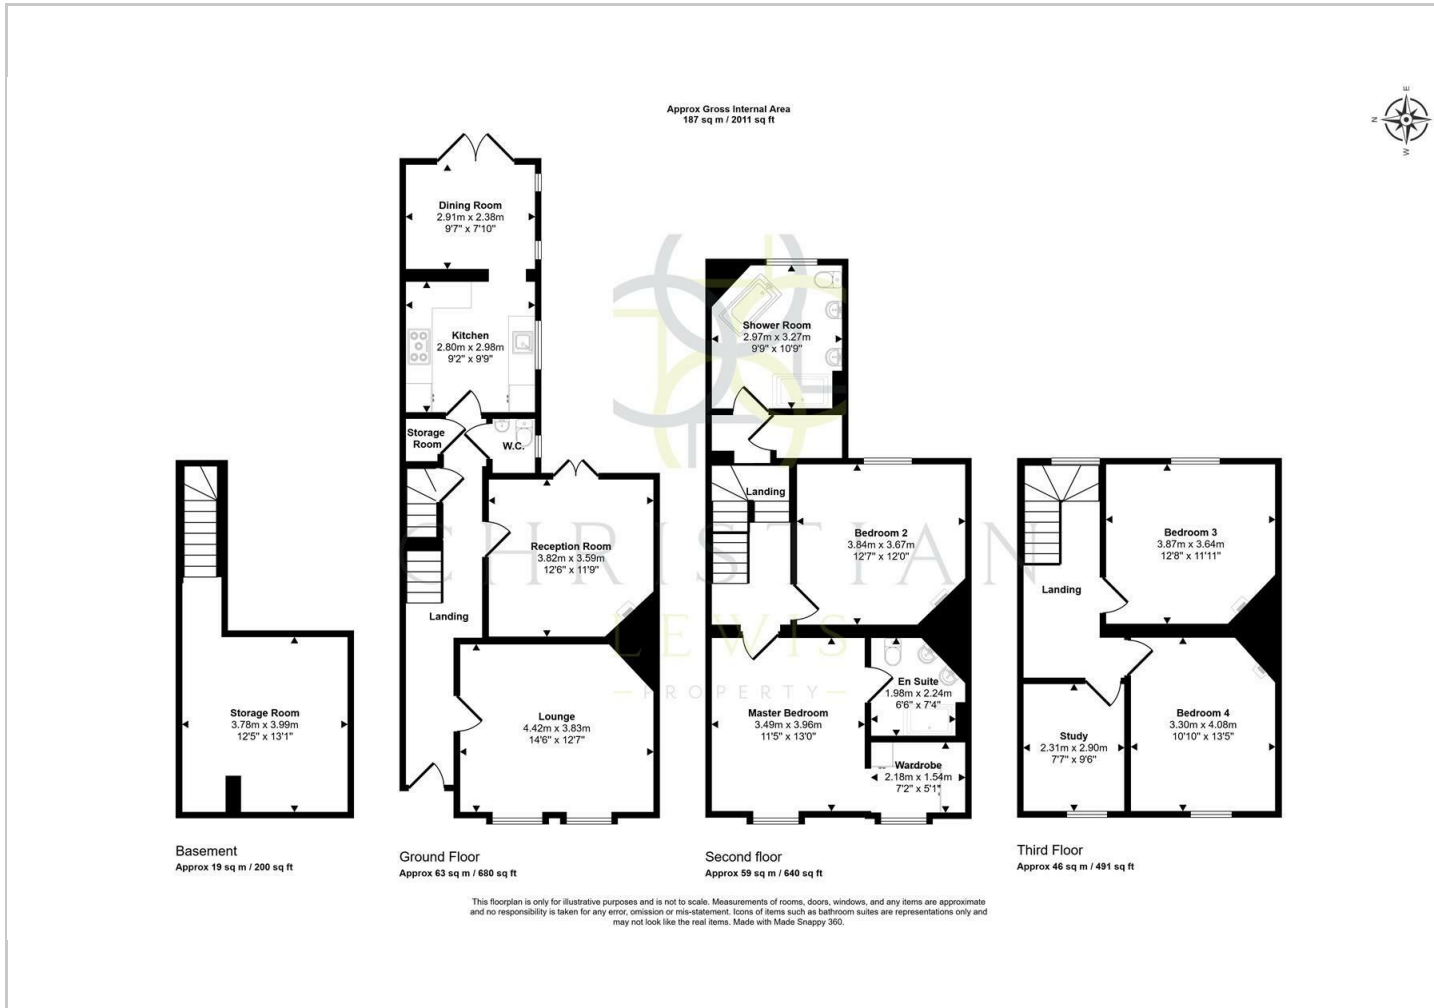 Approx Gross Internal Area
187 sq m / 2011 sq ft
E
N
W
Dining Room
2.91m x 2.38m
9'7" x 7'10"
Kitchen
2.80m x 2.98m
9'2" x 9'9"
Storage
Room
W.C.
Reception Room
3.82m x 3.59m
12'6" x 11'9"
Landing
Lounge
4.42m x 3.83m
14'6" x 12'7"
Shower Room
2.97m x 3.27m
9'9" x 10'9"
Landing
Bedroom 2
3.84m x 3.67m
12'7" x 12'0"
En Suite
1.98m x 2.24m
6'6" x 7'4"
Master Bedroom
3.49m x 3.96m
11'5" x 13'0"
Wardrobe
2.18m x 1.54m
7'2" x 5'1"
Bedroom 3
3.87m x 3.64m
12'8" x 11'11"
Landing
Bedroom 4
3.30m x 4.08m
10'10" x 13'5"
Study
2.31m x 2.90m
7'7" x 9'6"
Storage Room
3.78m x 3.99m
12'5" x 13'1"
CHRISTIAN
LEWIS
PROPERTY
Basement
Approx 19 sq m / 200 sq ft
Ground Floor
Approx 63 sq m / 680 sq ft
Second floor
Approx 59 sq m / 640 sq ft
Third Floor
Approx 46 sq m / 491 sq ft
This floorplan is only for illustrative purposes and is not to scale. Measurements of rooms, doors, windows, and any items are approximate
and no responsibility is taken for any error, omission or mis-statement. Icons of items such as bathroom suites are representations only and
may not look like the real items. Made with Made Snappy 360.